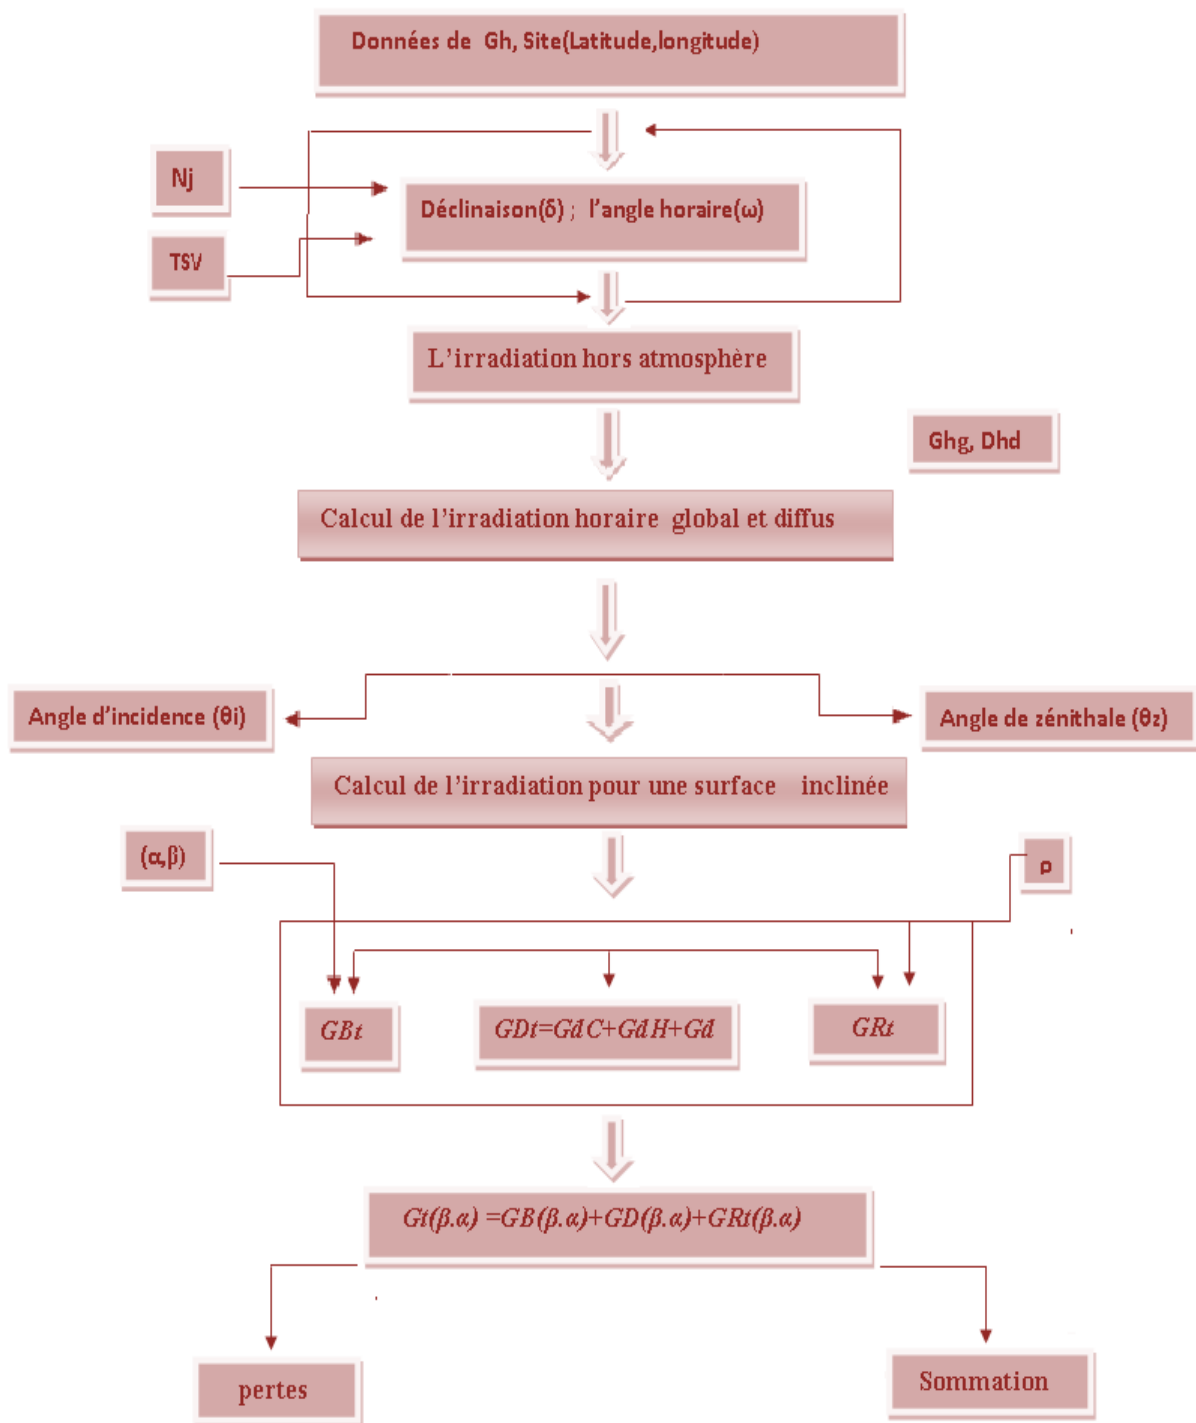 Données de Gh, Site(Latitude,longitude)
Nj
Déclinaison(δ) ; l'angle horaire(ω)
TSV
L'irradiation hors atmosphère
Ghg, Dhd
Calcul de l'irradiation horaire global et diffus
Angle d'incidence (θi)
Angle de zénithale (θz)
Calcul de l'irradiation pour une surface inclinée
(α,β)
ρ
GBt
GDt=GdC+GdH+Gd
GRt
Gt(β.α) =GB(β.α)+GD(β.α)+GRt(β.α)
pertes
Sommation